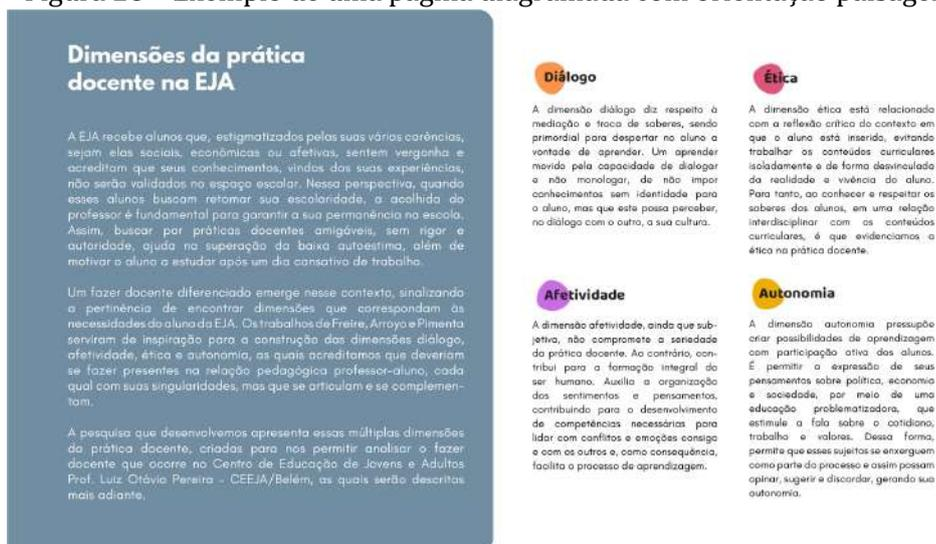 Dimensões da prática
docente na EJA
A EJA recebe alunos que, estigmatizados pelas suas várias carências,
sejam elas sociais, econômicas ou afetivas, sentem vergonha e
acreditam que seus conhecimentos, vindos das suas experiências,
não serão validados no espaço escolar. Nessa perspectiva, quando
esses alunos buscam retomar sua escolaridade, a acolhida do
professor é fundamental para garantir a sua permanência na escola.
Assim, buscar por práticas docentes amigáveis, sem rigor e
autoridade, ajuda na superação da baixa autoestima, além de
motivar o aluno a estudar após um dia cansativo de trabalho.
Um fazer docente diferenciado emerge nesse contexto, sinalizando
a pertinência de encontrar dimensões que correspondam às
necessidades do aluno da EJA. Os trabalhos de Freire, Arroyo e Pimenta
serviram de inspiração para a construção das dimensões diálogo,
afetividade, ética e autonomia, as quais acreditamos que deveriam
se fazer presentes na relação pedagógica professor-aluno, cada
qual com suas singularidades, mas que se articulam e se complemen-
tam.
A pesquisa que desenvolvemos apresenta essas múltiplas dimensões
da prática docente, criadas para nos permitir analisar o fazer
docente que ocorre no Centro de Educação de Jovens e Adultos
Prof. Luiz Otávio Pereira - CEEJA/Belém, as quais serão descritas
mais adiante.
Diálogo
A dimensão diálogo diz respeito à
mediação e troca de saberes, sendo
primordial para despertar no aluno a
vontade de aprender. Um aprender
movido pela capacidade de dialogar
e não monologar, de não impor
conhecimentos sem identidade para
o aluno, mas que este possa perceber,
no diálogo com o outro, a sua cultura.
Ética
A dimensão ética está relacionada
com a reflexão crítica do contexto em
que o aluno está inserido, evitando
trabalhar os conteúdos curriculares
isoladamente e de forma desvinculada
da realidade e vivência do aluno.
Para tanto, ao conhecer e respeitar os
saberes dos alunos, em uma relação
interdisciplinar com os conteúdos
curriculares, é que evidenciamos a
ética na prática docente.
Afetividade
A dimensão afetividade, ainda que sub-
jetiva, não compromete a seriedade
da prática docente. Ao contrário, con-
tribui para a formação integral do
ser humano. Auxilia a organização
dos sentimentos e pensamentos,
contribuindo para o desenvolvimento
de competências necessárias para
lidar com conflitos e emoções consigo
e com os outros e, como consequência,
facilita o processo de aprendizagem.
Autonomia
A dimensão autonomia pressupõe
criar possibilidades de aprendizagem
com participação ativa dos alunos.
É permitir a expressão de seus
pensamentos sobre política, economia
e sociedade, por meio de uma
educação problematizadora, que
estimule a fala sobre o cotidiano,
trabalho e valores. Dessa forma,
permite que esses sujeitos se enxerguem
como parte do processo e assim possam
opinar, sugerir e discordar, gerando sua
autonomia.